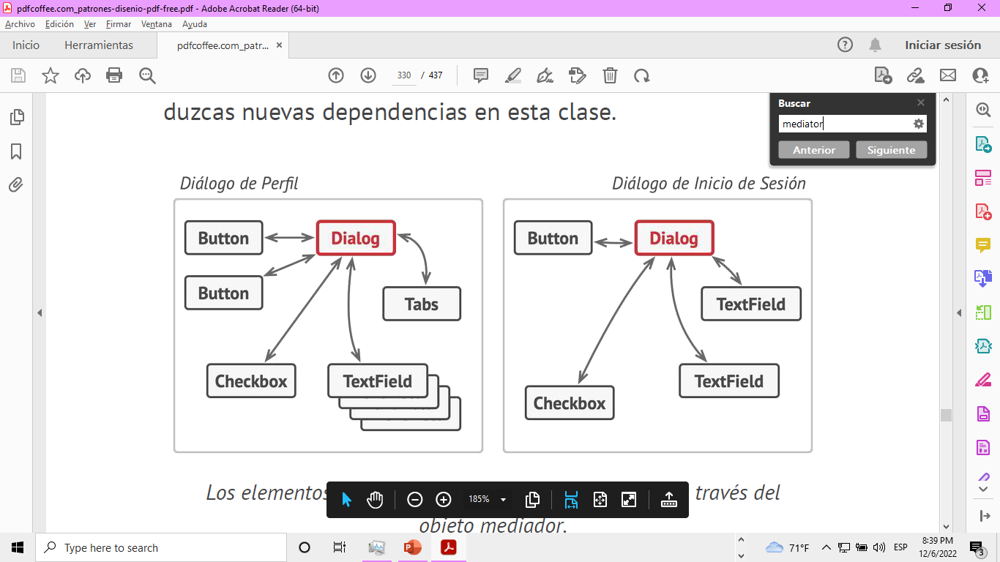 pdfcoffee.com_patrones-disenio-pdf-free.pdf - Adobe Acrobat Reader (64-bit)
Archivo Edición Ver Firmar Ventana Ayuda
Inicio Herramientas pdfcoffee.com_patr... × Iniciar sesión
330 / 437
duzcas nuevas dependencias en esta clase.
Buscar
mediator
Anterior Siguiente
Diálogo de Perfil
Button
Dialog
Button
Tabs
Checkbox
TextField
Diálogo de Inicio de Sesión
Button
Dialog
TextField
TextField
Checkbox
Los elementos través del
objeto mediador.
185%
Type here to search
71°F
ESP
8:39 PM
12/6/2022
3